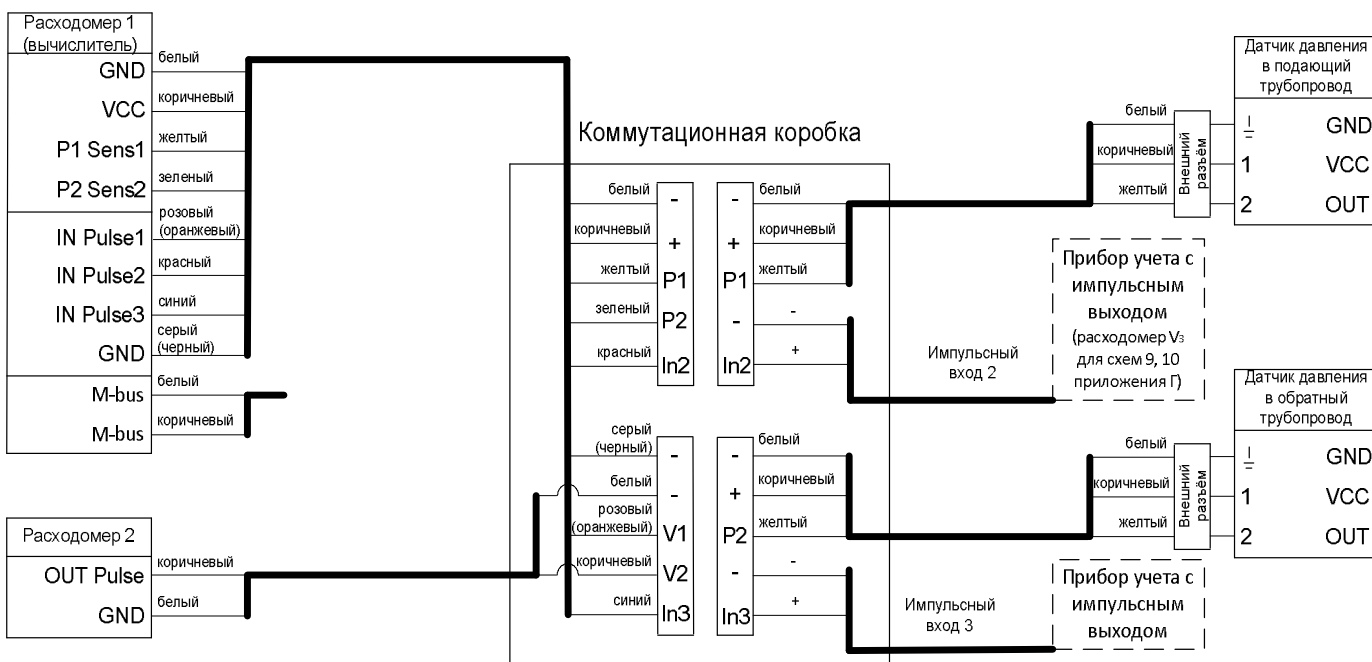 Расходомер 1
(вычислитель)
GND
белый
VCC
коричневый
P1 Sens1
желтый
P2 Sens2
зеленый
IN Pulse1
розовый
(оранжевый)
IN Pulse2
красный
IN Pulse3
синий
GND
серый
(черный)
M-bus
белый
M-bus
коричневый
Расходомер 2
OUT Pulse
коричневый
GND
белый
Коммутационная коробка
белый
-
коричневый
+
желтый
P1
зеленый
P2
красный
In2
-
белый
+
коричневый
P1
желтый
-
-
In2
+
серый
(черный)
-
белый
-
розовый
(оранжевый)
V1
коричневый
V2
синий
In3
-
белый
+
коричневый
P2
желтый
-
-
In3
+
Импульсный
вход 2
Импульсный
вход 3
Датчик давления
в подающий
трубопровод
белый
коричневый
желтый
Внешний
разъём
GND
1 VCC
2 OUT
Прибор учета с
импульсным
выходом
(расходомер V3
для схем 9, 10
приложения Г)
Датчик давления
в обратный
трубопровод
белый
коричневый
желтый
Внешний
разъём
GND
1 VCC
2 OUT
Прибор учета с
импульсным
выходом